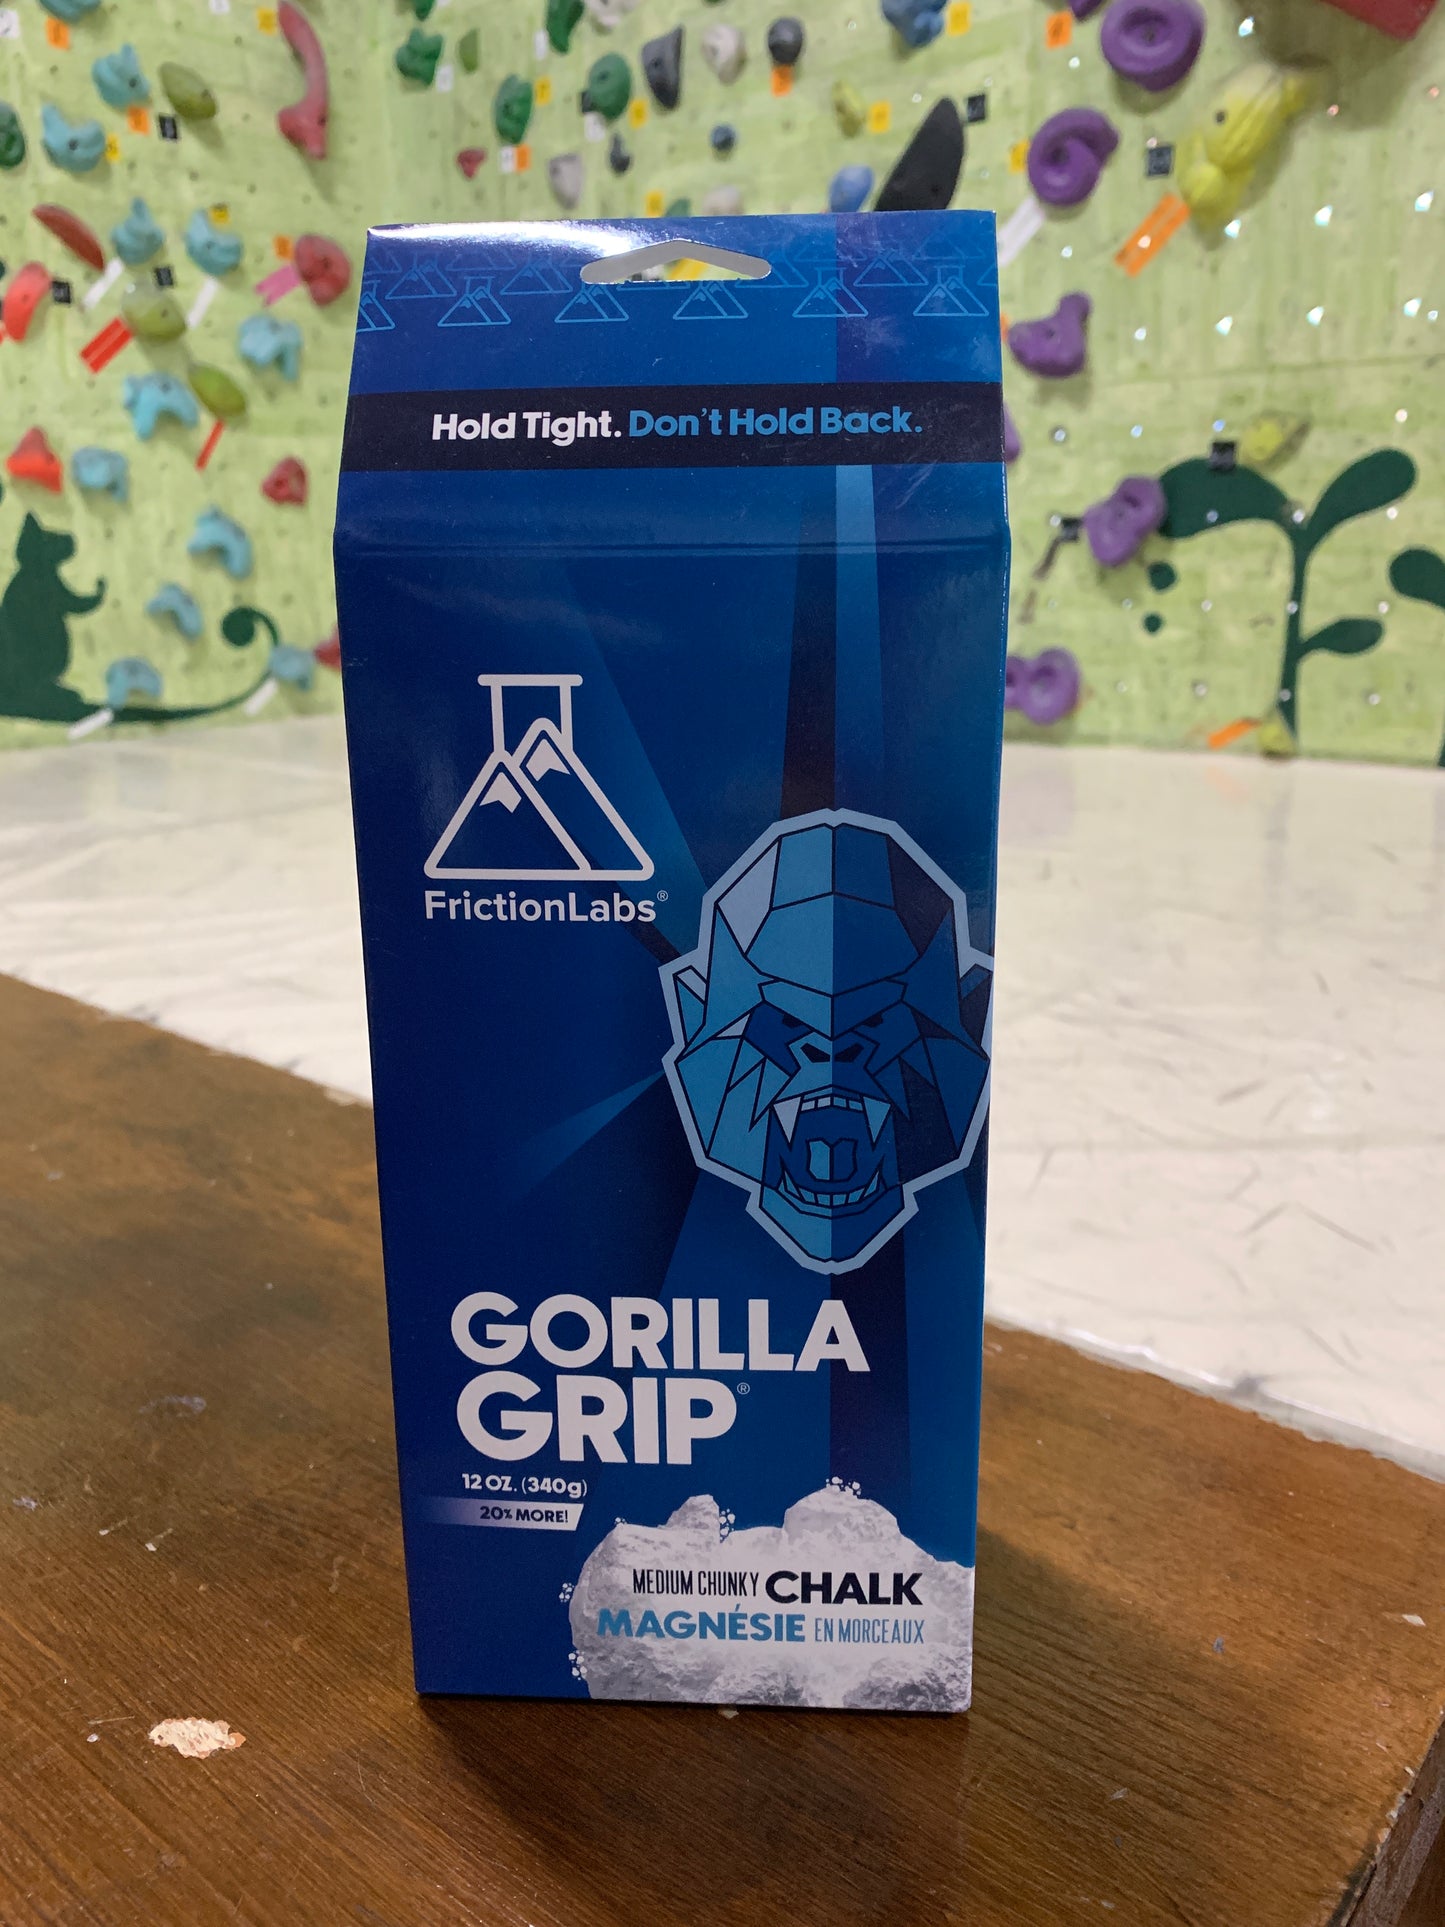 Hold Tight. Don't Hold Back.
FrictionLabs®
GORILLA
GRIP®
12 OZ. (340g)
20% MORE!
MEDIUM CHUNKY CHALK
MAGNÉSIE EN MORCEAUX